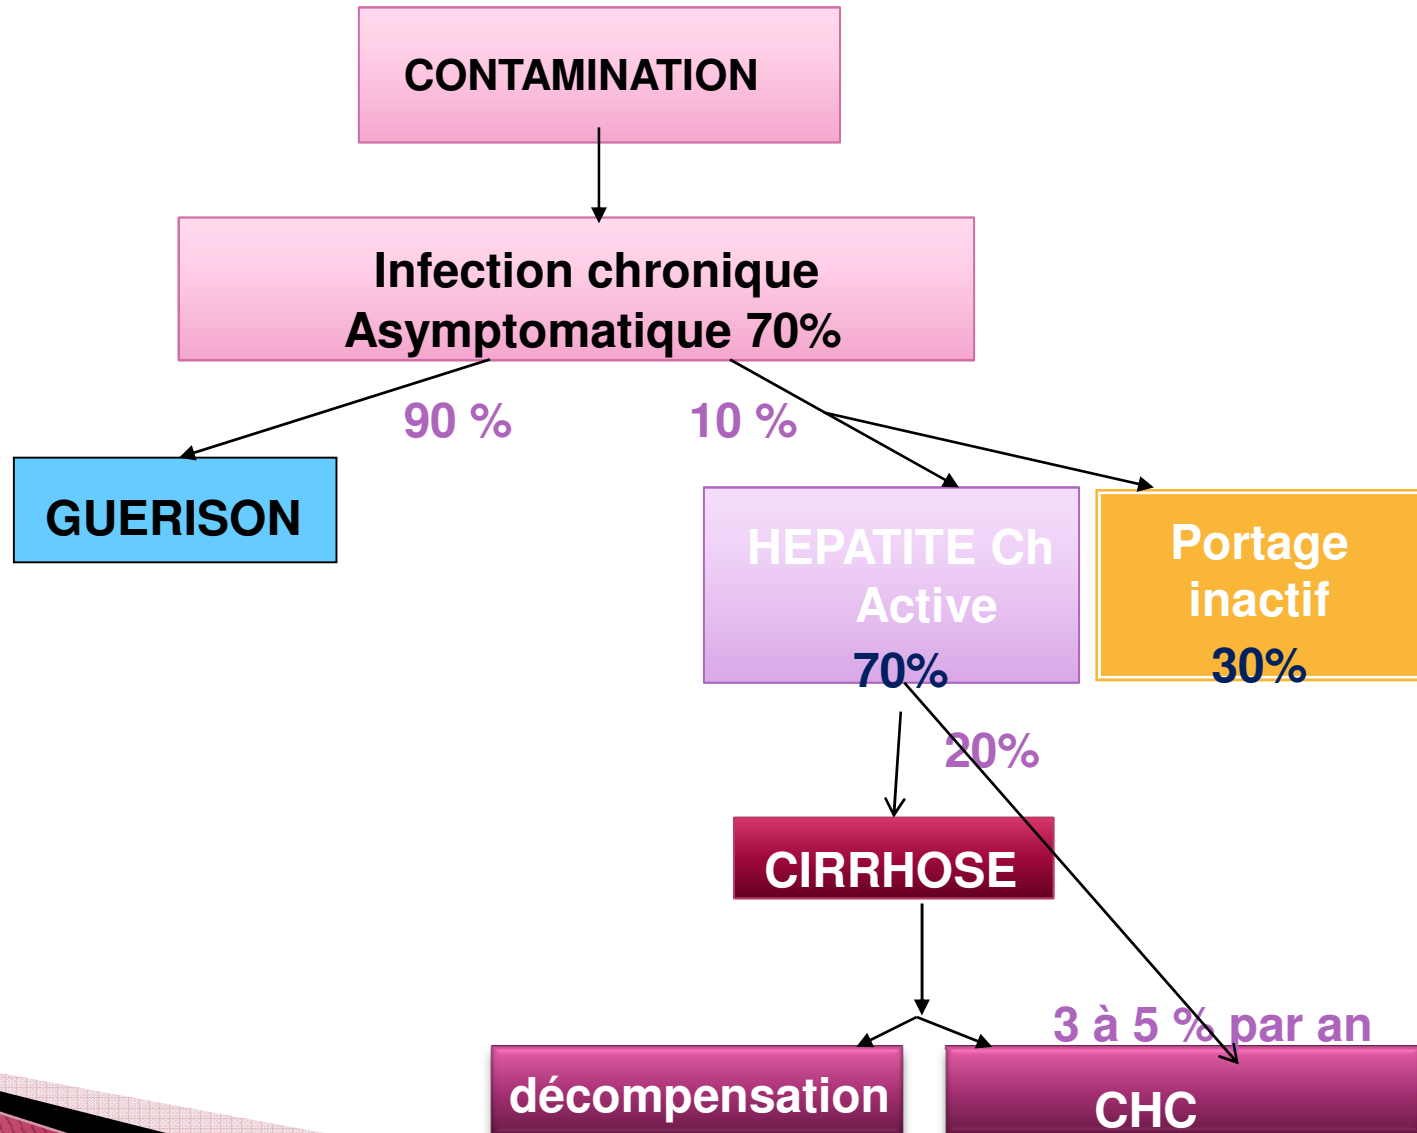 CONTAMINATION
Infection chronique
Asymptomatique 70%
90 %
10 %
GUERISON
HEPATITE Ch
Active
70%
Portage
inactif
30%
20%
CIRRHOSE
3 à 5 % par an
décompensation
CHC